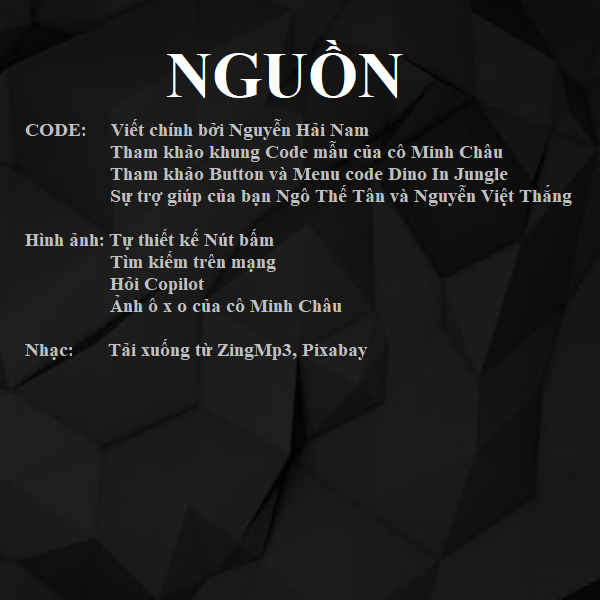 NGUỒN
CODE: Viết chính bởi Nguyễn Hải Nam
Tham khảo khung Code mẫu của cô Minh Châu
Tham khảo Button và Menu code Dino In Jungle
Sự trợ giúp của bạn Ngô Thế Tân và Nguyễn Việt Thắng
Hình ảnh: Tự thiết kế Nút bấm
Tìm kiếm trên mạng
Hỏi Copilot
Ảnh ô x o của cô Minh Châu
Nhạc: Tải xuống từ ZingMp3, Pixabay